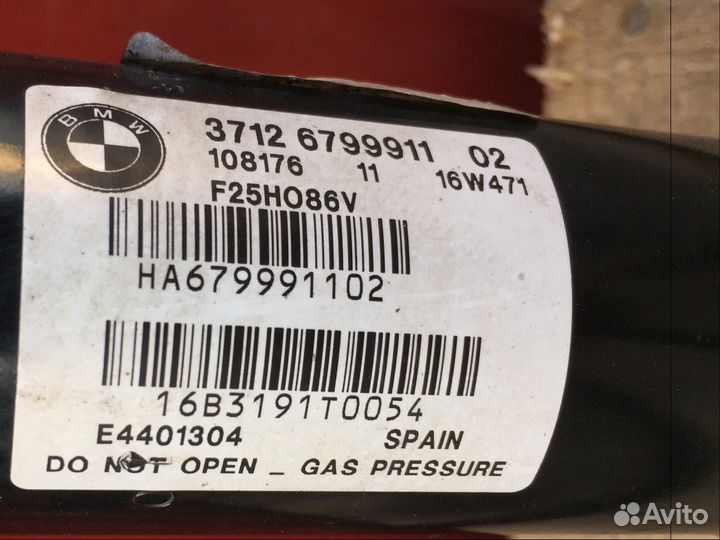 BMW
3712 6799911 02
108176 11 16W471
F25HO86V
HA679991102
16B3191T0054
E4401304 SPAIN
DO NOT OPEN _ GAS PRESSURE
Avito